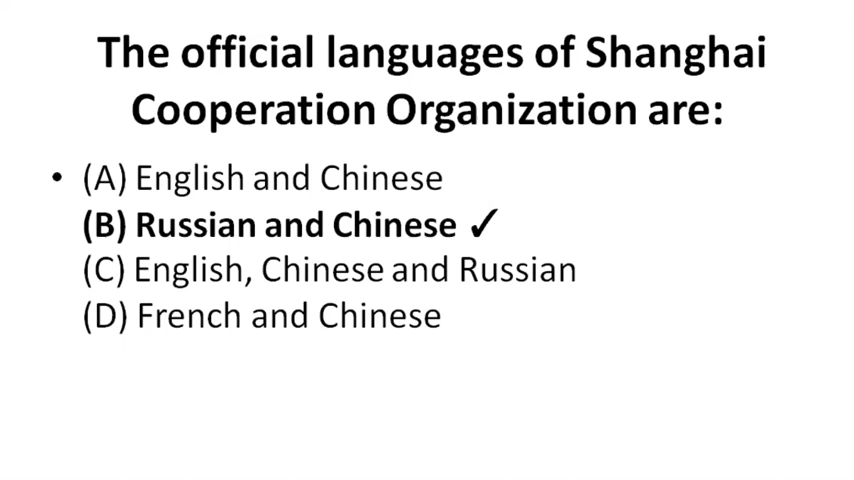 The official languages of Shanghai
Cooperation Organization are:
• (A) English and Chinese
(B) Russian and Chinese ✓
(C) English, Chinese and Russian
(D) French and Chinese